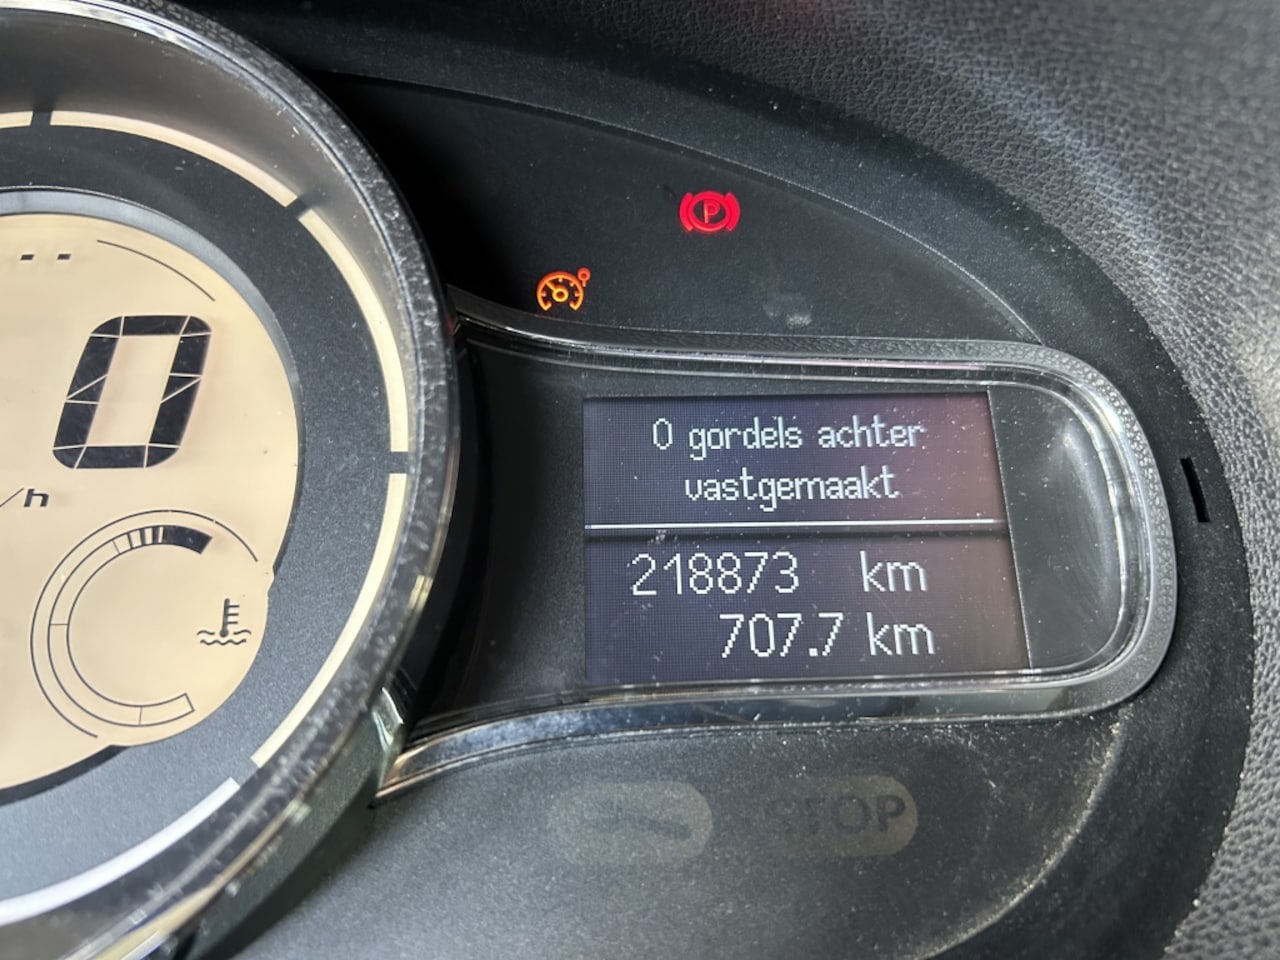 P
0
/h
0 gordels achter
vastgemaakt
218873 km
707.7 km
STOP